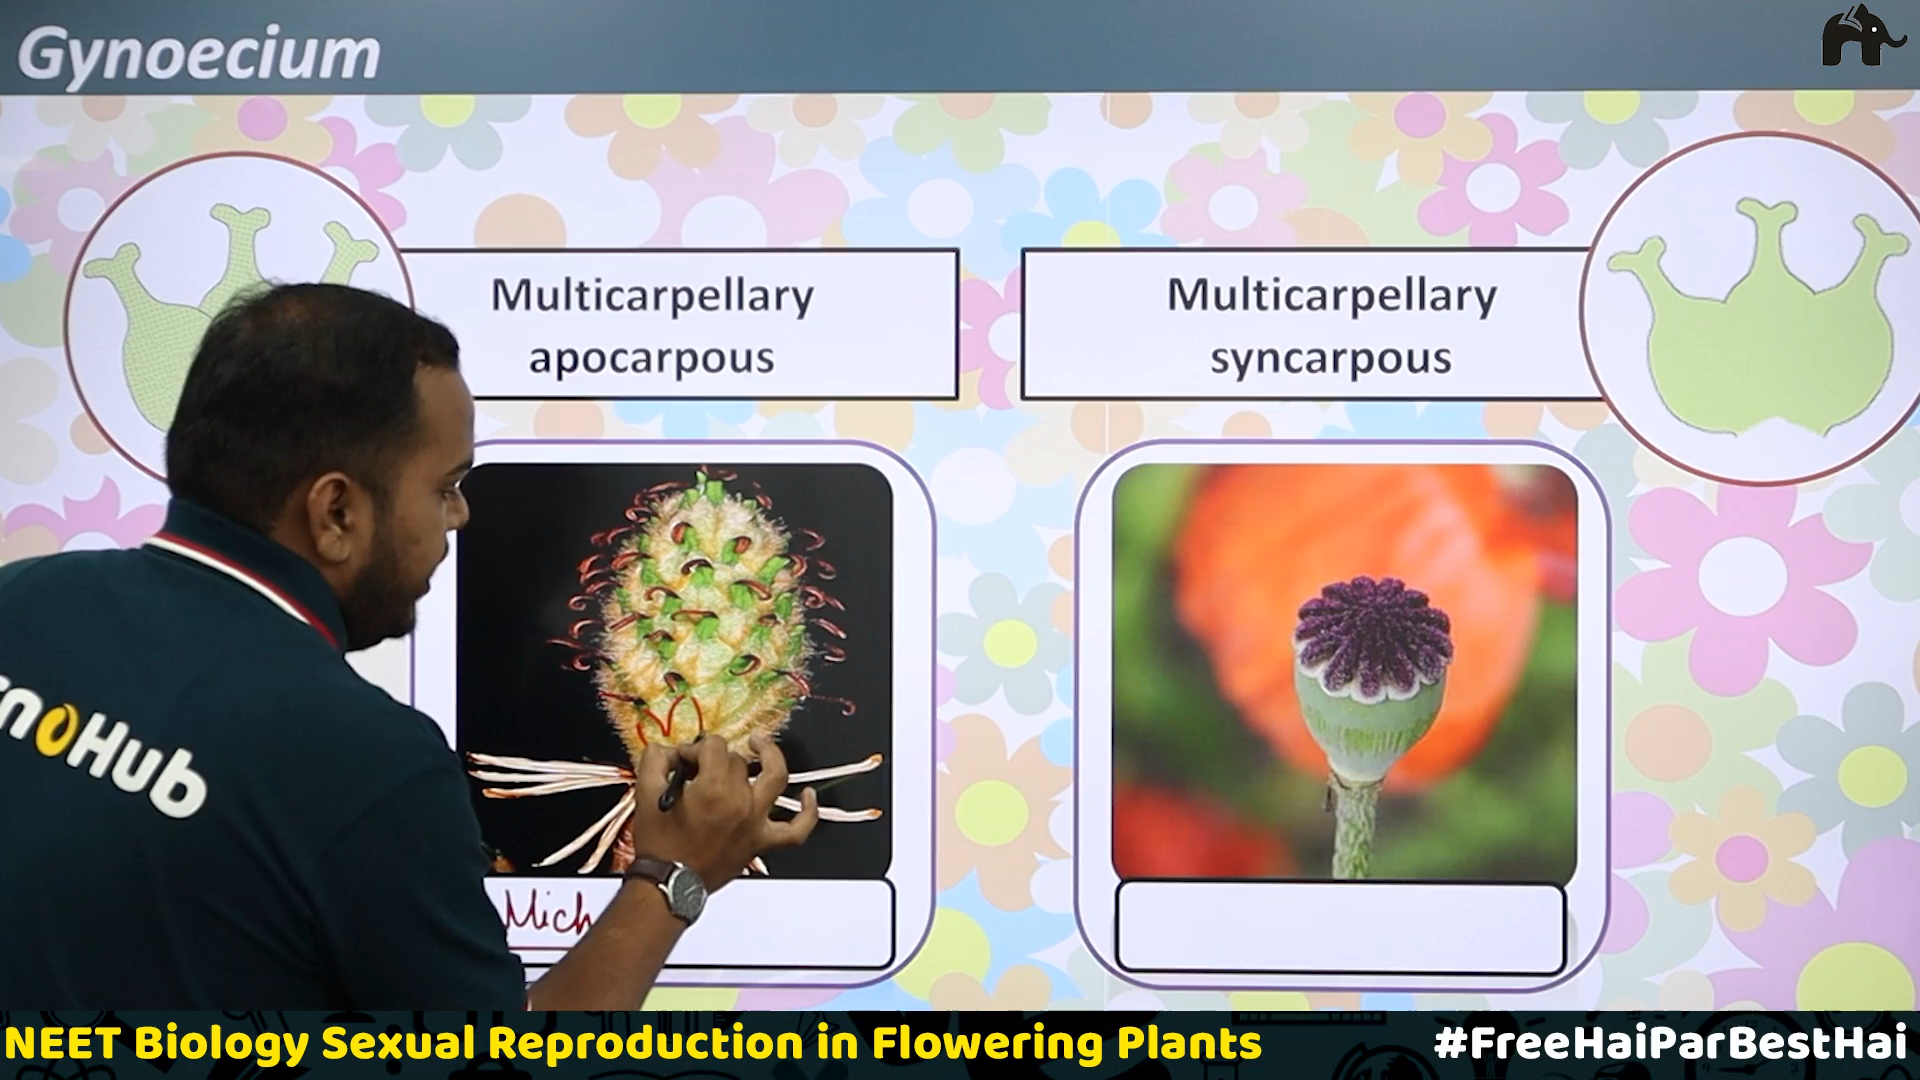 Gynoecium
Multicarpellary
apocarpous
Multicarpellary
syncarpous
noHub
Mich
NEET Biology Sexual Reproduction in Flowering Plants
#FreeHaiParBestHai